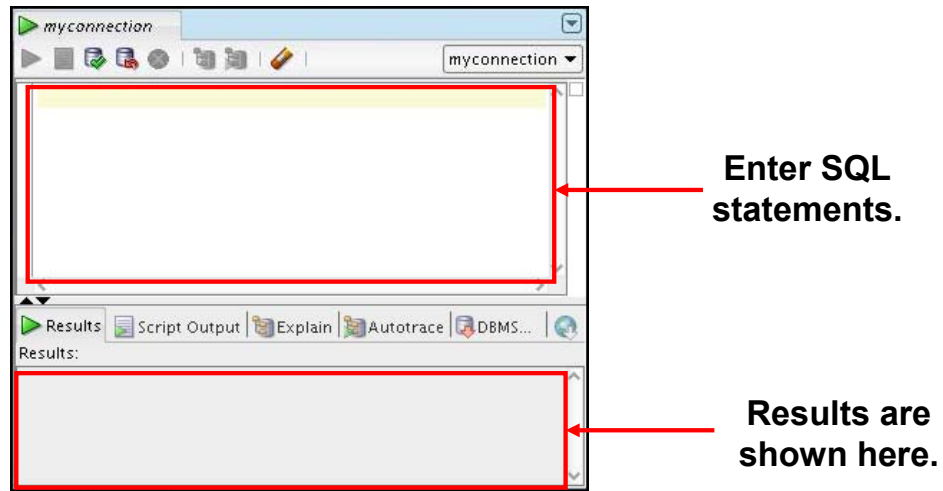 myconnection
myconnection
Enter SQL
statements.
Results Script Output Explain Autotrace DBMS...
Results:
Results are
shown here.